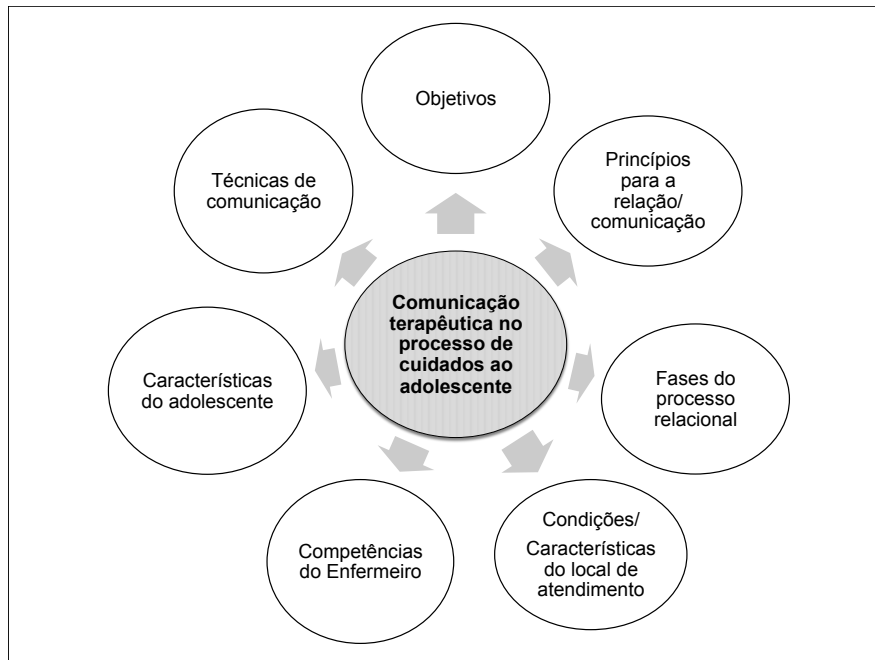 Objetivos
Princípios
para a
relação/
comunicação
Técnicas de
comunicação
Comunicação
terapêutica no
processo de
cuidados ao
adolescente
Características
do adolescente
Fases do
processo
relacional
Condições/
Características
do local de
atendimento
Competências
do Enfermeiro